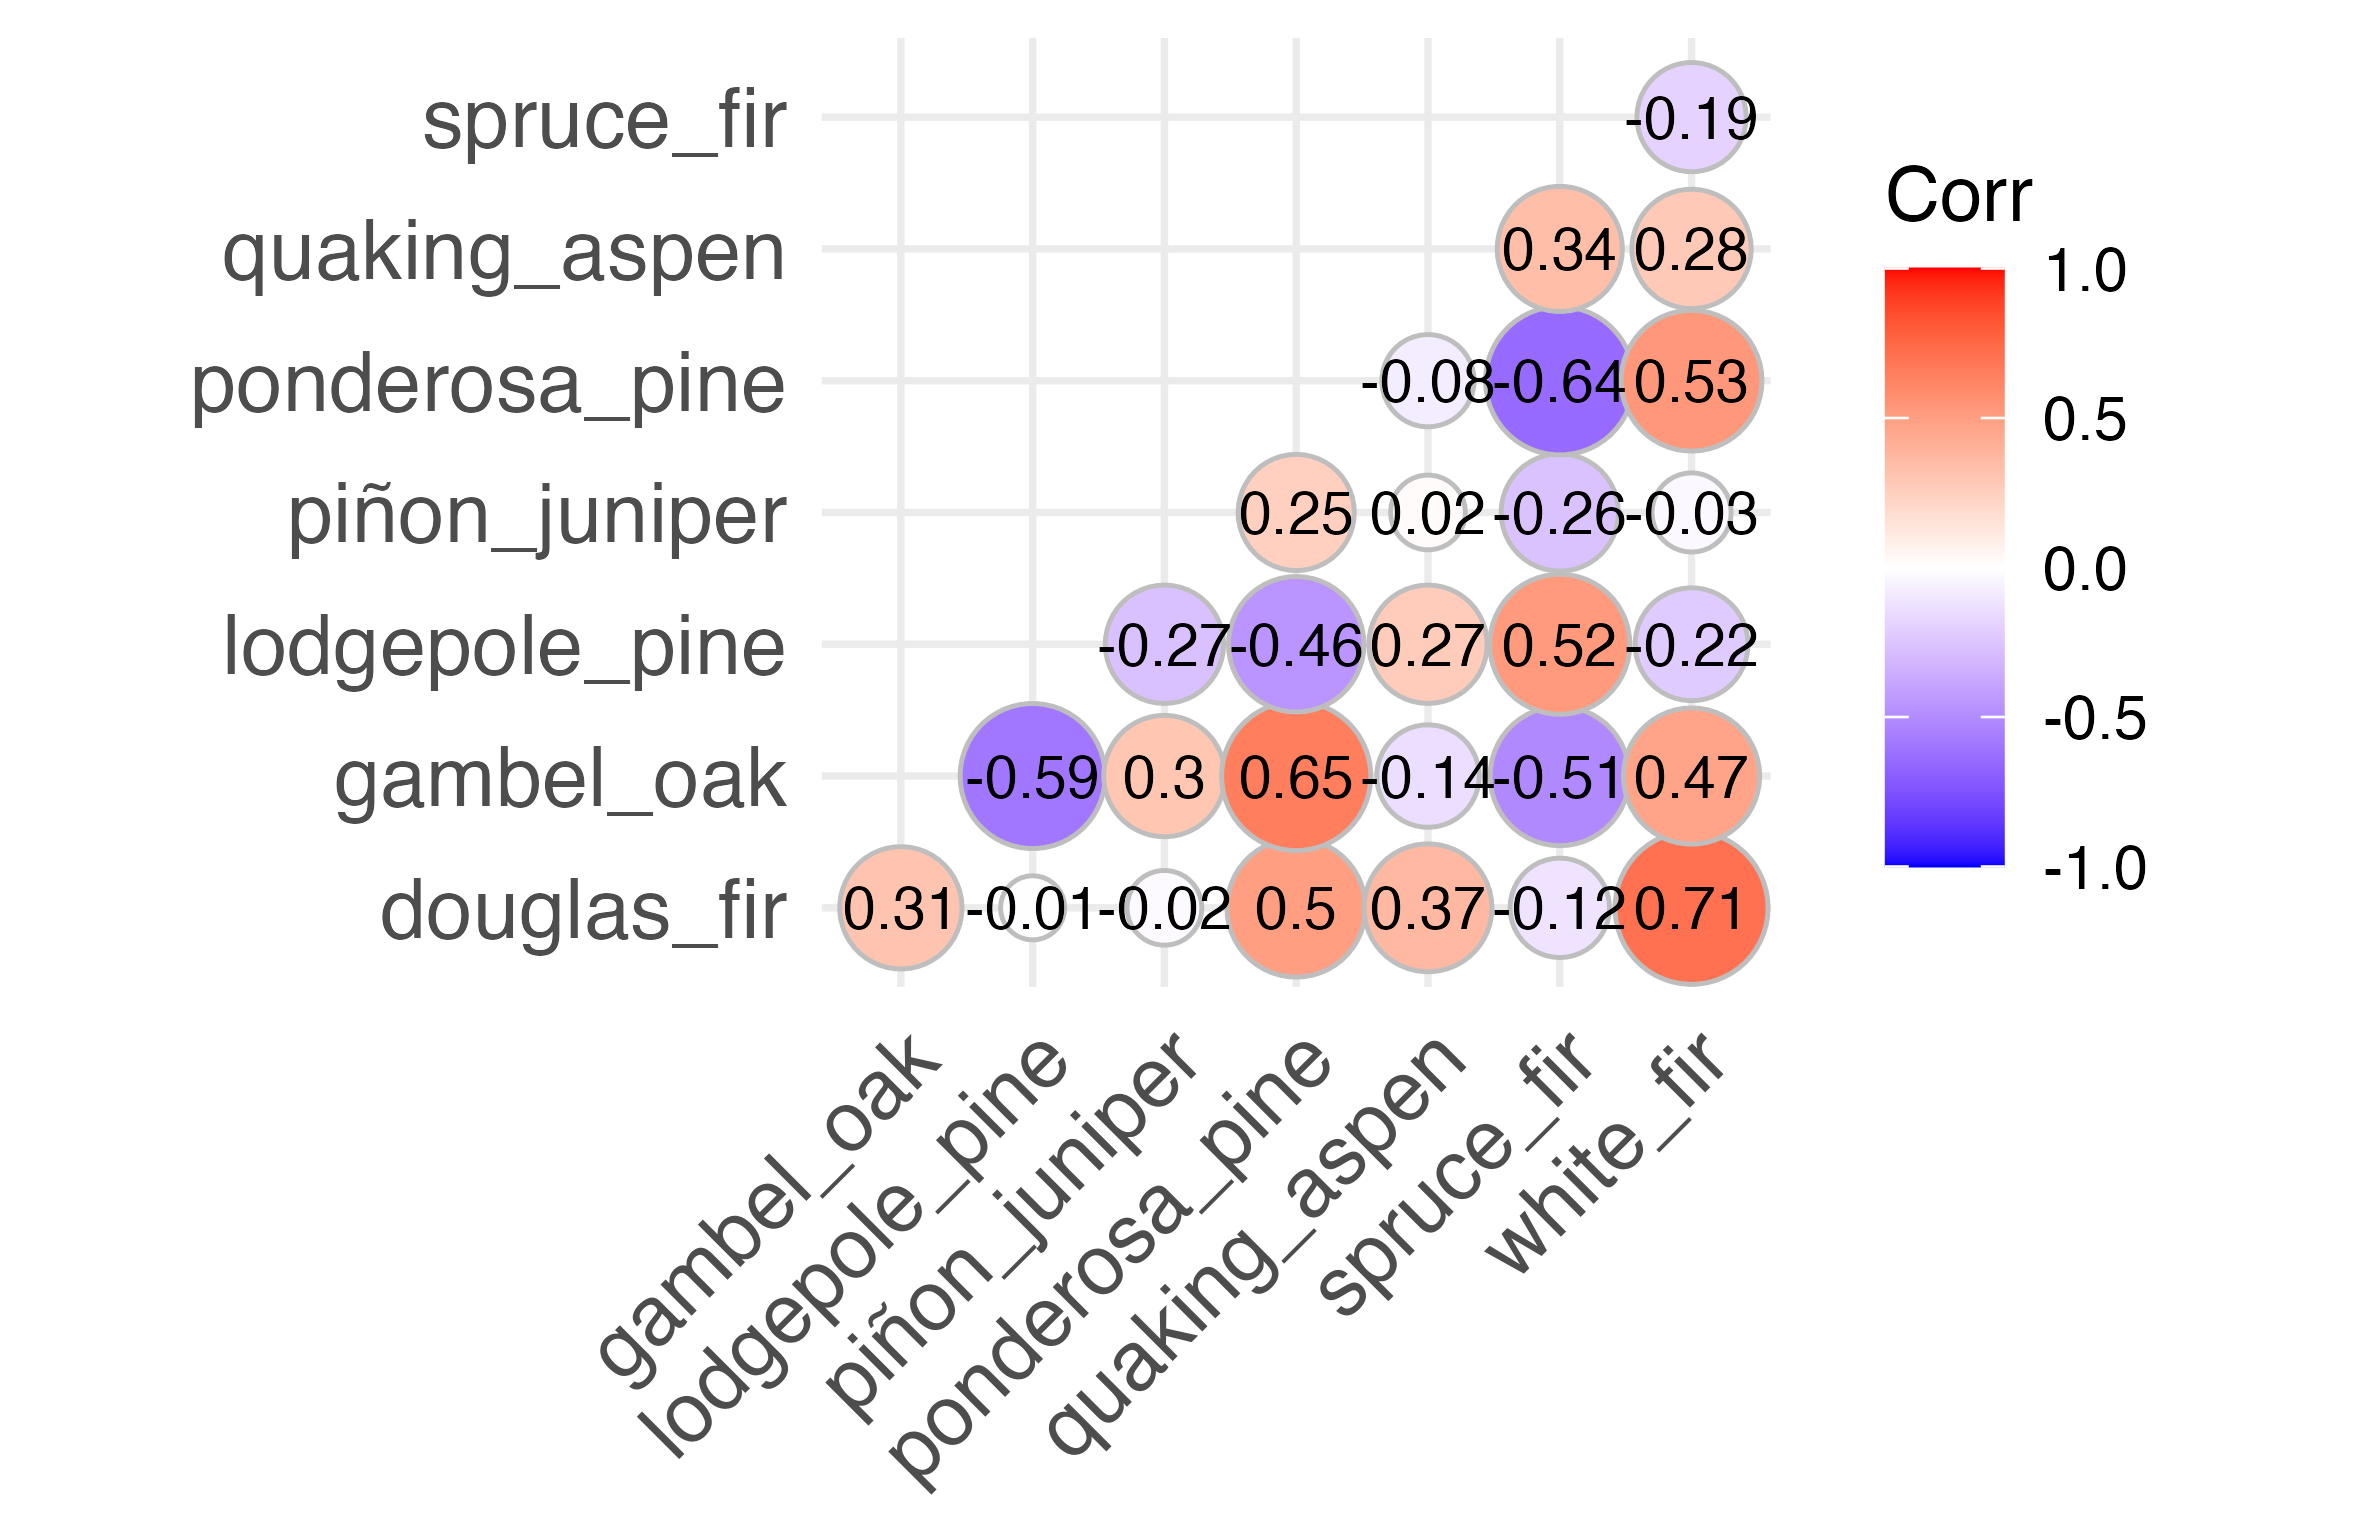 spruce_fir -0.19
quaking_aspen 0.34 0.28
ponderosa_pine -0.08 -0.64 0.53
piñon_juniper 0.25 0.02 -0.26 -0.03
lodgepole_pine -0.27 -0.46 0.27 0.52 -0.22
gambel_oak -0.59 0.3 0.65 -0.14 -0.51 0.47
douglas_fir 0.31 -0.01 -0.02 0.5 0.37 -0.12 0.71
gambel_oak
lodgepole_pine
piñon_juniper
ponderosa_pine
quaking_aspen
spruce_fir
white_fir
Corr
1.0
0.5
0.0
-0.5
-1.0